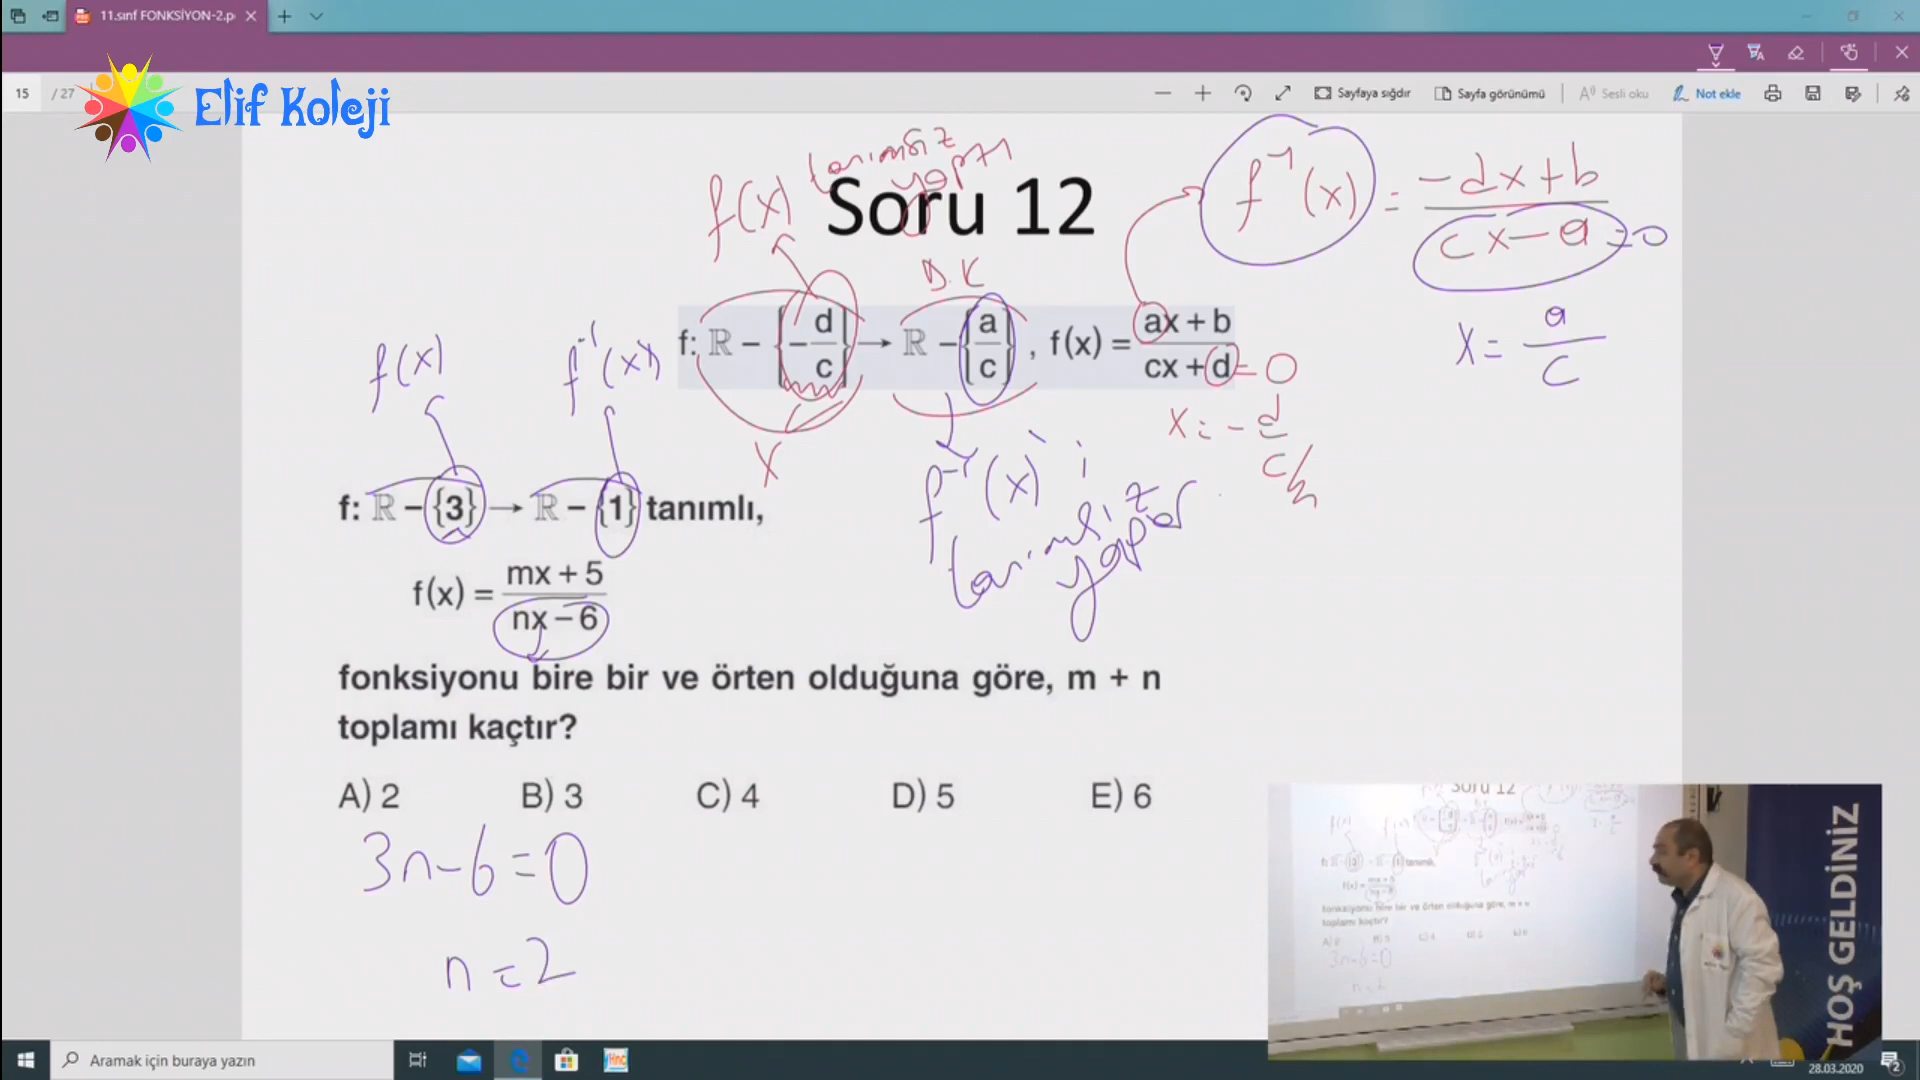 11.sınf FONKSİYON-2.p
15 / 27
Elif Koleji
Sayfaya sığdır
Sayfa görünümü
Sesli oku
Not ekle
Soru 12
f(x)
tanımsız
yapan
D.K
f⁻¹(x) = -dx+b / cx-a = 0
x = a/c
f: ℝ – {– d/c} → ℝ – {a/c} , f(x) = ax + b / cx + d = 0
x = - d/c
x
f(x)
f⁻¹(x)
f⁻¹(x)'i
tanımsız
yapar
f: ℝ – {3} → ℝ – {1} tanımlı,
f(x) = mx + 5 / nx – 6
fonksiyonu bire bir ve örten olduğuna göre, m + n
toplamı kaçtır?
A) 2 B) 3 C) 4 D) 5 E) 6
3n-6=0
n=2
HOŞ GELDİNİZ
Aramak için buraya yazın
28.03.2020